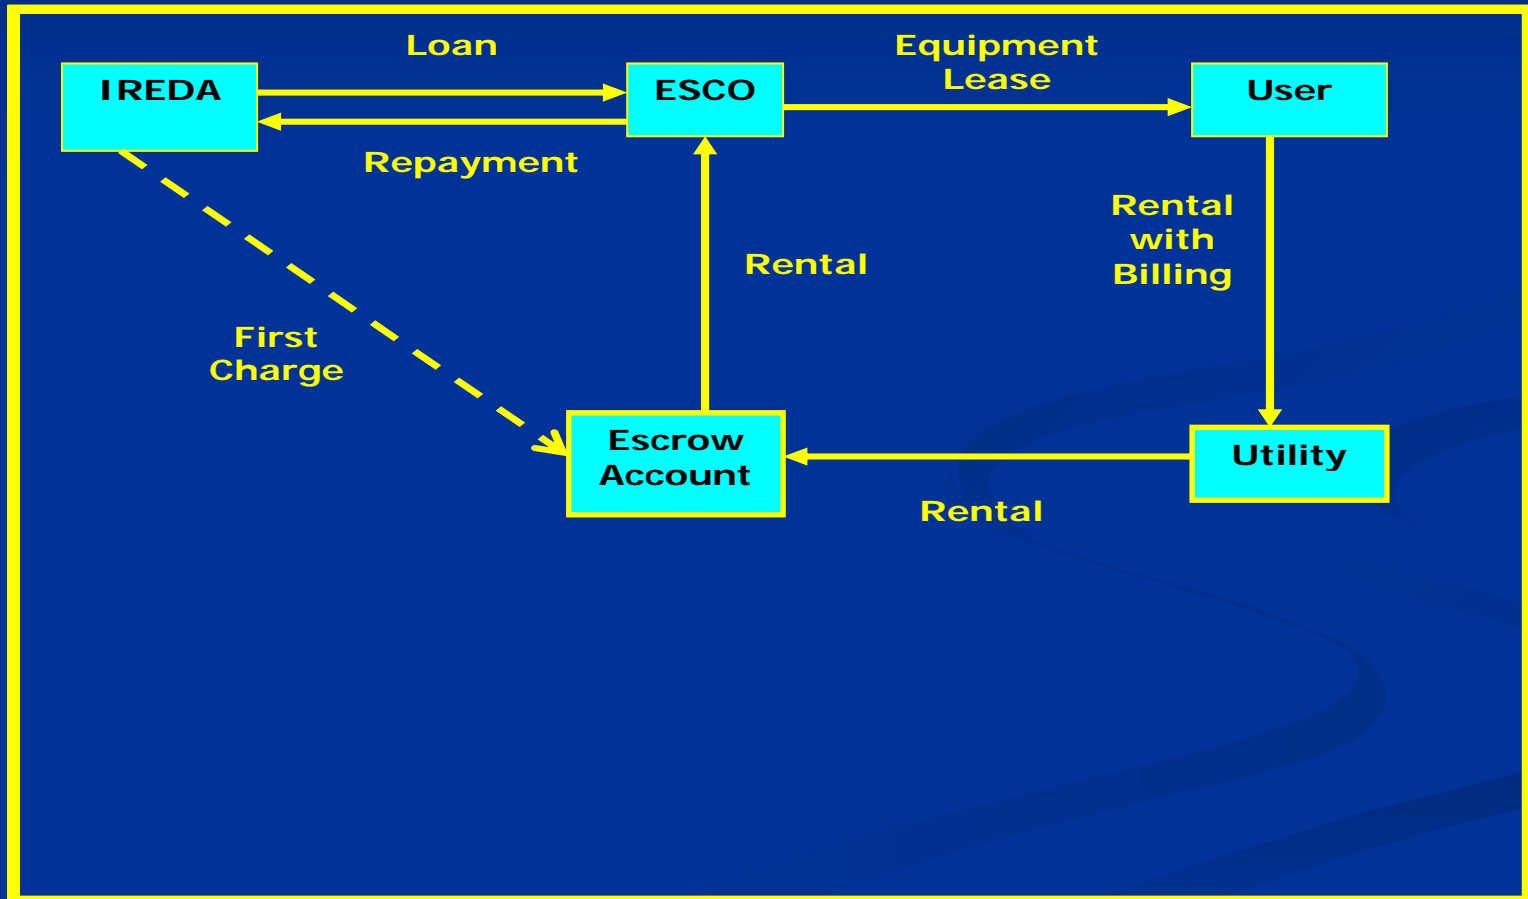 Loan
Equipment
Lease
IREDA
ESCO
User
Repayment
Rental
with
Billing
Rental
First
Charge
Escrow
Account
Utility
Rental